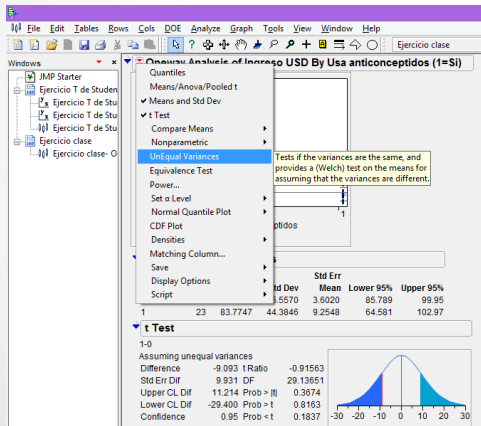 File Edit Tables Rows Cols DOE Analyze Graph Tools View Window Help
Ejercicio clase
Windows
JMP Starter
Ejercicio T de Studen
Ejercicio T de Stu
Ejercicio T de Stu
Ejercicio T de Stu
Ejercicio clase
Ejercicio clase- O
Oneway Analysis of Ingreso USD By Usa anticonceptidos (1=Si)
Quantiles
Means/Anova/Pooled t
Means and Std Dev
t Test
Compare Means
Nonparametric
UnEqual Variances
Equivalence Test
Power...
Set α Level
Normal Quantile Plot
CDF Plot
Densities
Matching Column...
Save
Display Options
Script
Tests if the variances are the same, and
provides a (Welch) test on the means for
assuming that the variances are different.
1
ptidos
s
Std Err
td Dev Mean Lower 95% Upper 95%
5.5570 3.6020 85.789 99.95
1 23 83.7747 44.3846 9.2548 64.581 102.97
t Test
1-0
Assuming unequal variances
Difference -9.093 t Ratio -0.91563
Std Err Dif 9.931 DF 29.13651
Upper CL Dif 11.214 Prob > |t| 0.3674
Lower CL Dif -29.400 Prob > t 0.8163
Confidence 0.95 Prob < t 0.1837
-30 -20 -10 0 10 20 30